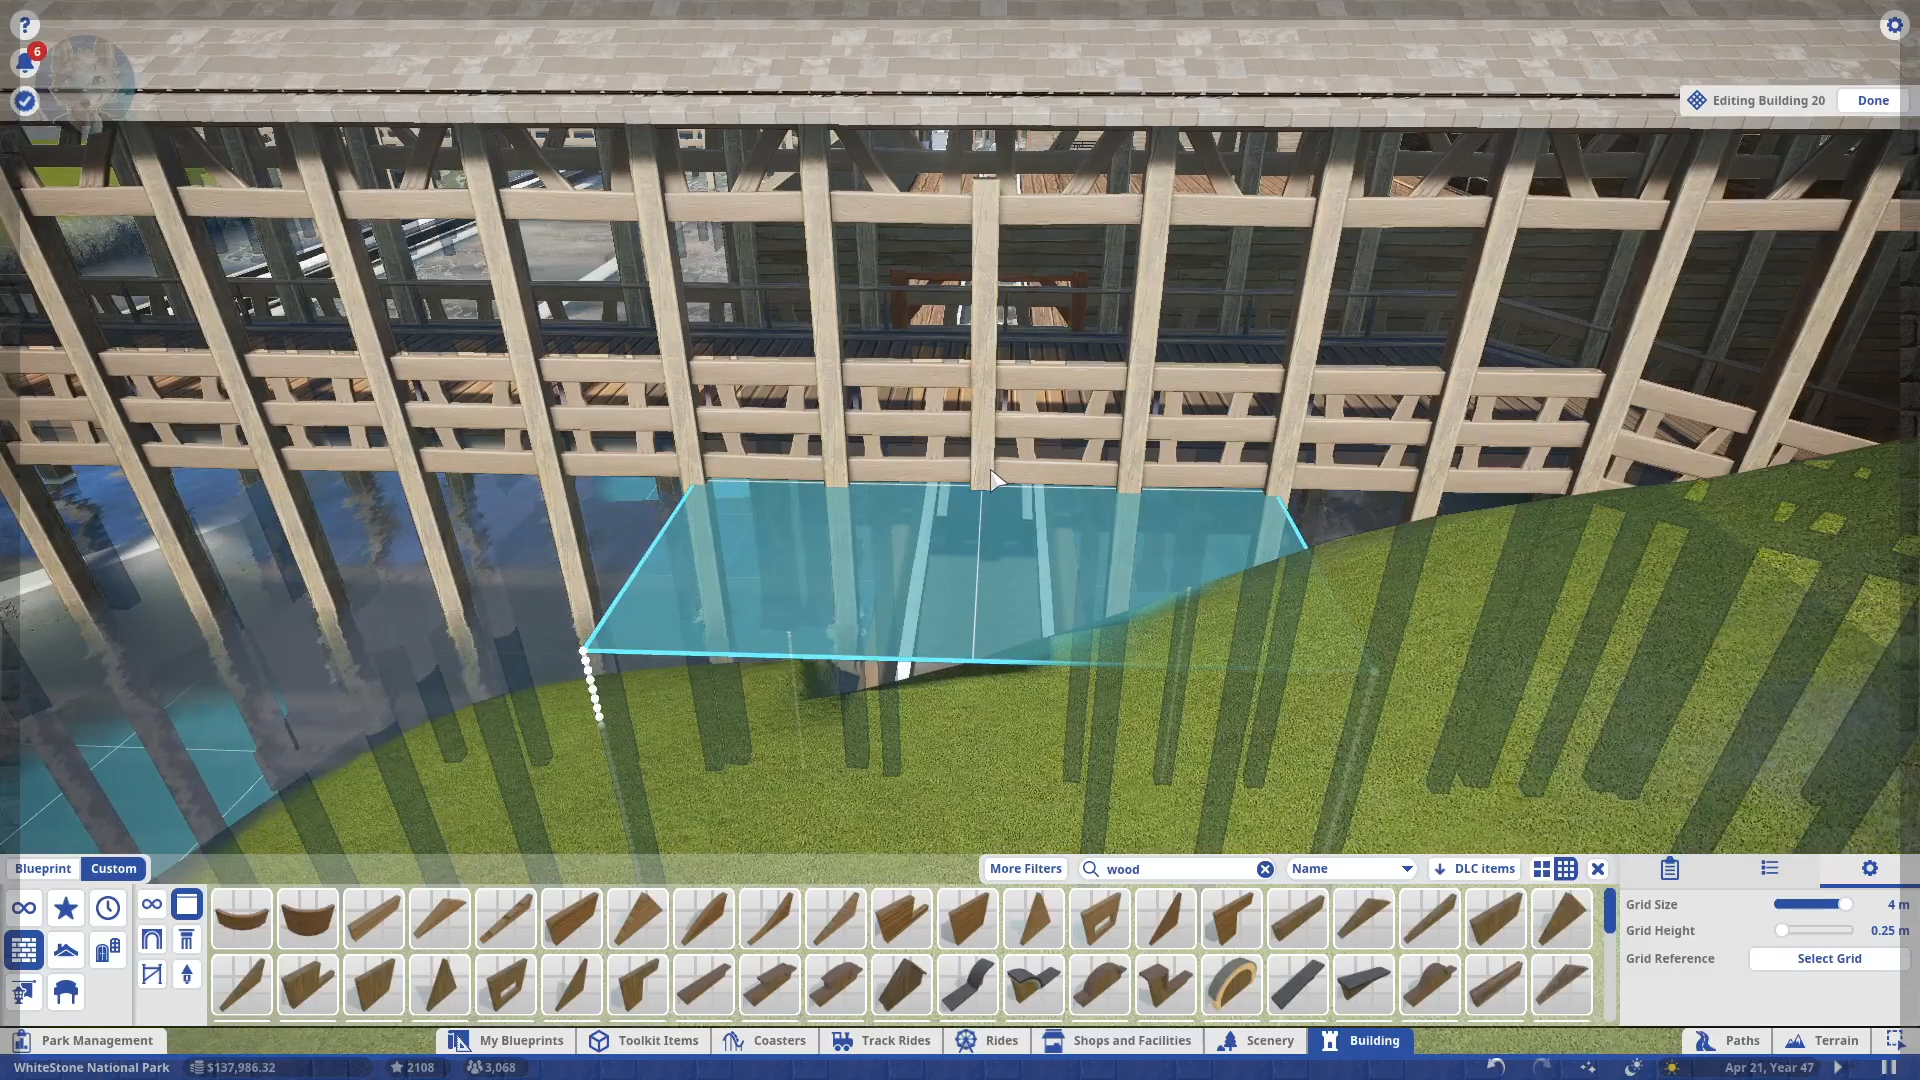 ?
6
Editing Building 20
Done
Blueprint
Custom
More Filters
wood
Name
DLC items
Grid Size
4 m
Grid Height
0.25 m
Grid Reference
Select Grid
Park Management
My Blueprints
Toolkit Items
Coasters
Track Rides
Rides
Shops and Facilities
Scenery
Building
Paths
Terrain
WhiteStone National Park
$137,986.32
2108
3,068
Apr 21, Year 47